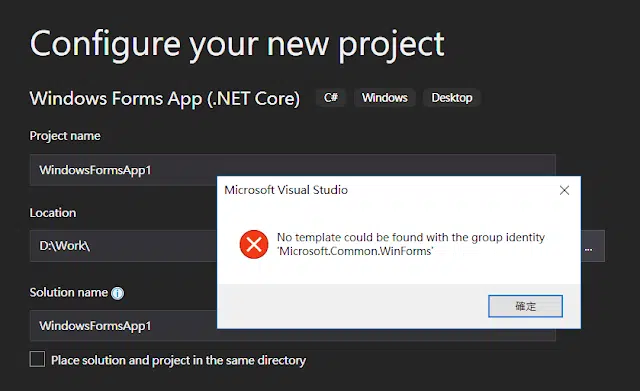 Configure your new project
Windows Forms App (.NET Core) C# Windows Desktop
Project name
WindowsFormsApp1
Microsoft Visual Studio
Location
No template could be found with the group identity
'Microsoft.Common.WinForms'
D:\Work\
...
Solution name
確定
WindowsFormsApp1
Place solution and project in the same directory